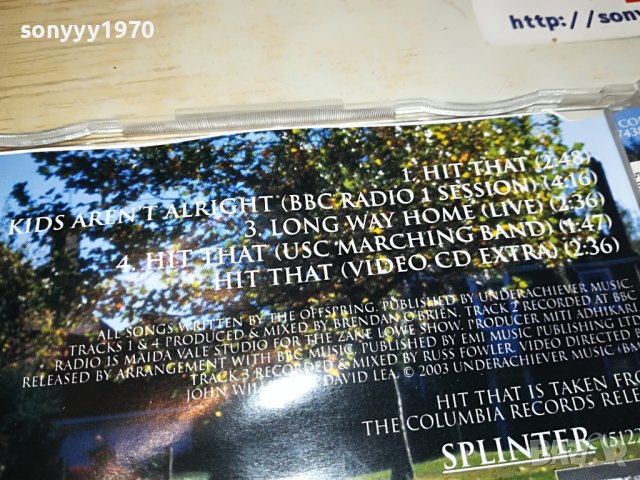 sonyyy1970
http://sony
1. HIT THAT (2:48)
KIDS AREN'T ALRIGHT (BBC RADIO 1 SESSION) (4:16)
3. LONG WAY HOME (LIVE) (2:36)
4. HIT THAT (USC MARCHING BAND) (1:47)
HIT THAT (VIDEO CD EXTRA) (2:36)
ALL SONGS WRITTEN BY THE OFFSPRING. PUBLISHED BY UNDERACHIEVER MUSIC.
TRACKS 1 & 4 PRODUCED & MIXED BY BRENDAN O'BRIEN. TRACK 2 RECORDED AT BBC
RADIO 1S MAIDA VALE STUDIO FOR THE ZANE LOWE SHOW. PRODUCER MITI ADHIKAR
RELEASED BY ARRANGEMENT WITH BBC MUSIC. PUBLISHED BY EMI MUSIC PUBLISHING LT
TRACK 3 RECORDED & MIXED BY RUSS FOWLER. VIDEO DIRECTED
JOHN DAVID LEA. © 2003 UNDERACHIEVER MUSIC (BM
HIT THAT IS TAKEN FRO
THE COLUMBIA RECORDS RELE
SPLINTER (5122